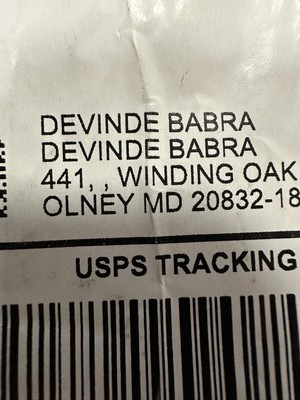 DEVINDE BABRA
DEVINDE BABRA
441, , WINDING OAK
OLNEY MD 20832-18
USPS TRACKING